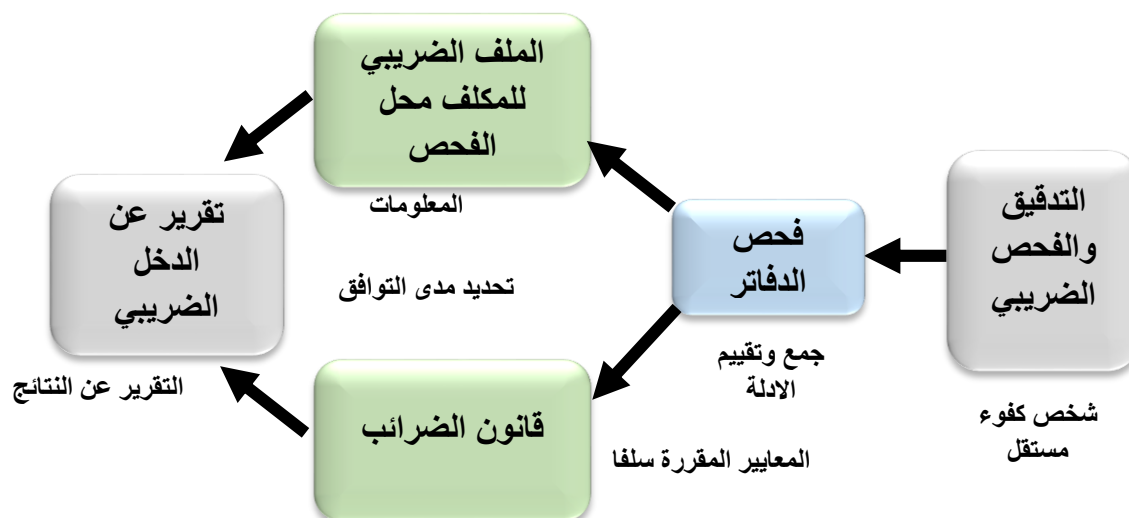 التدقيق
والفحص
الضريبي
شخص كفوء
مستقل
فحص
الدفاتر
جمع وتقييم
الادلة
الملف الضريبي
للمكلف محل
الفحص
المعلومات
تحديد مدى التوافق
قانون الضرائب
المعايير المقررة سلفا
تقرير عن
الدخل
الضريبي
التقرير عن النتائج